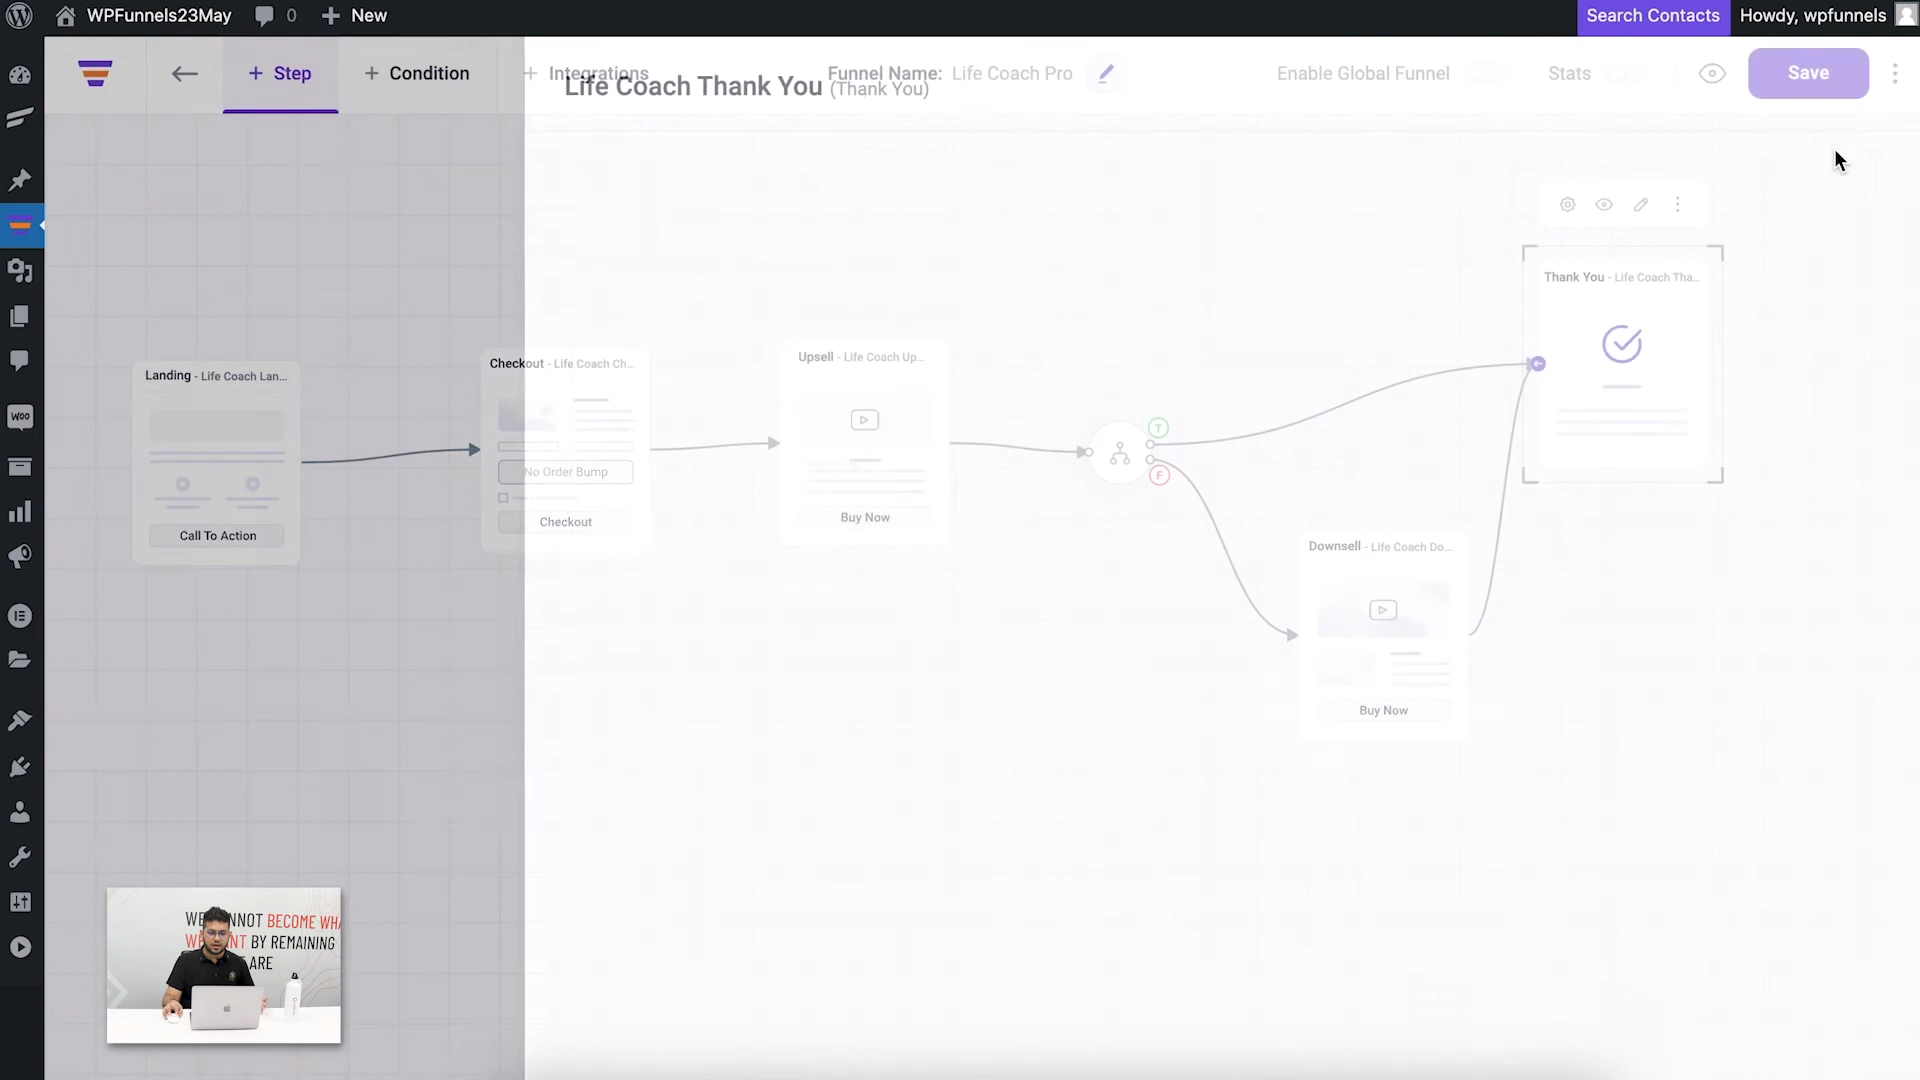 WPFunnels23May
0
New
Search Contacts
Howdy, wpfunnels
+ Step
+ Condition
+ Integrations
Life Coach Thank You (Thank You)
Funnel Name: Life Coach Pro
Enable Global Funnel
Stats
Save
Thank You - Life Coach Tha...
Landing - Life Coach Lan...
Call To Action
Checkout - Life Coach Ch...
No Order Bump
Checkout
Upsell - Life Coach Up...
Buy Now
T
F
Downsell - Life Coach Do...
Buy Now
WOO
BECOME
BY REMAINING
ARE